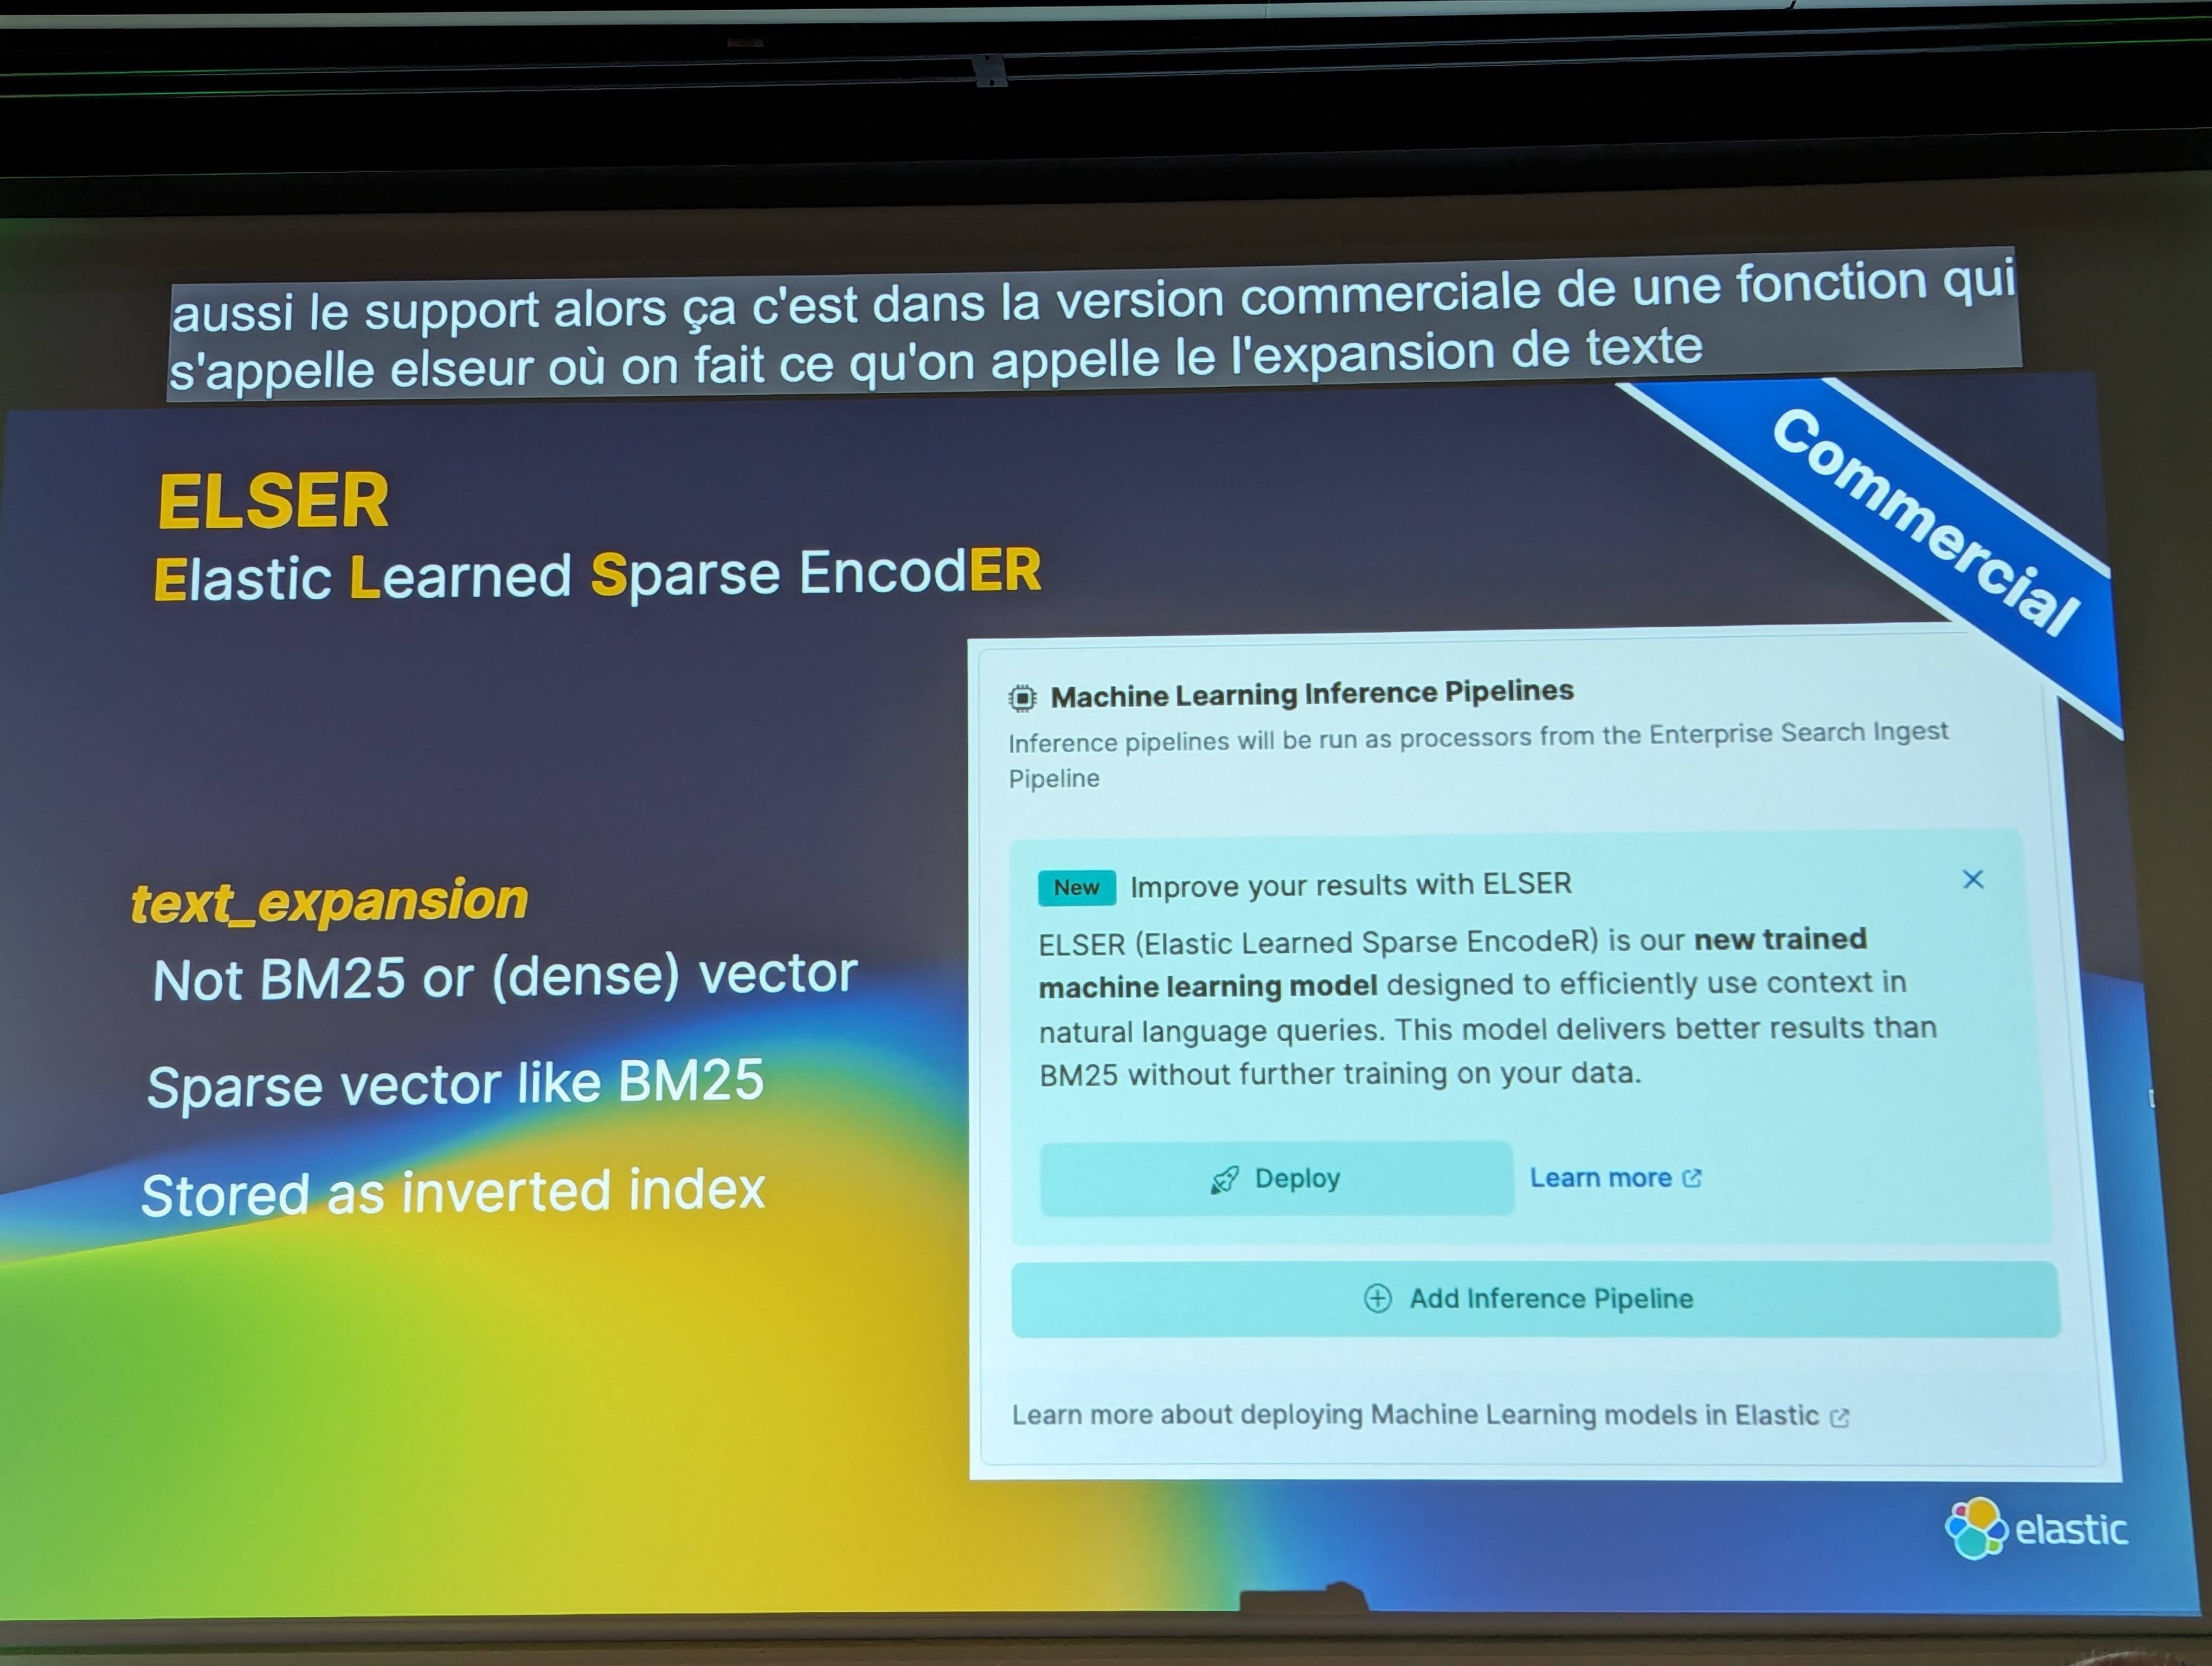 aussi le support alors ça c'est dans la version commerciale de une fonction qui
s'appelle elseur où on fait ce qu'on appelle le l'expansion de texte
Commercial
ELSER
Elastic Learned Sparse EncodER
text_expansion
Not BM25 or (dense) vector
Sparse vector like BM25
Stored as inverted index
Machine Learning Inference Pipelines
Inference pipelines will be run as processors from the Enterprise Search Ingest
Pipeline
New Improve your results with ELSER
ELSER (Elastic Learned Sparse EncodeR) is our new trained
machine learning model designed to efficiently use context in
natural language queries. This model delivers better results than
BM25 without further training on your data.
Deploy Learn more
Add Inference Pipeline
Learn more about deploying Machine Learning models in Elastic
elastic